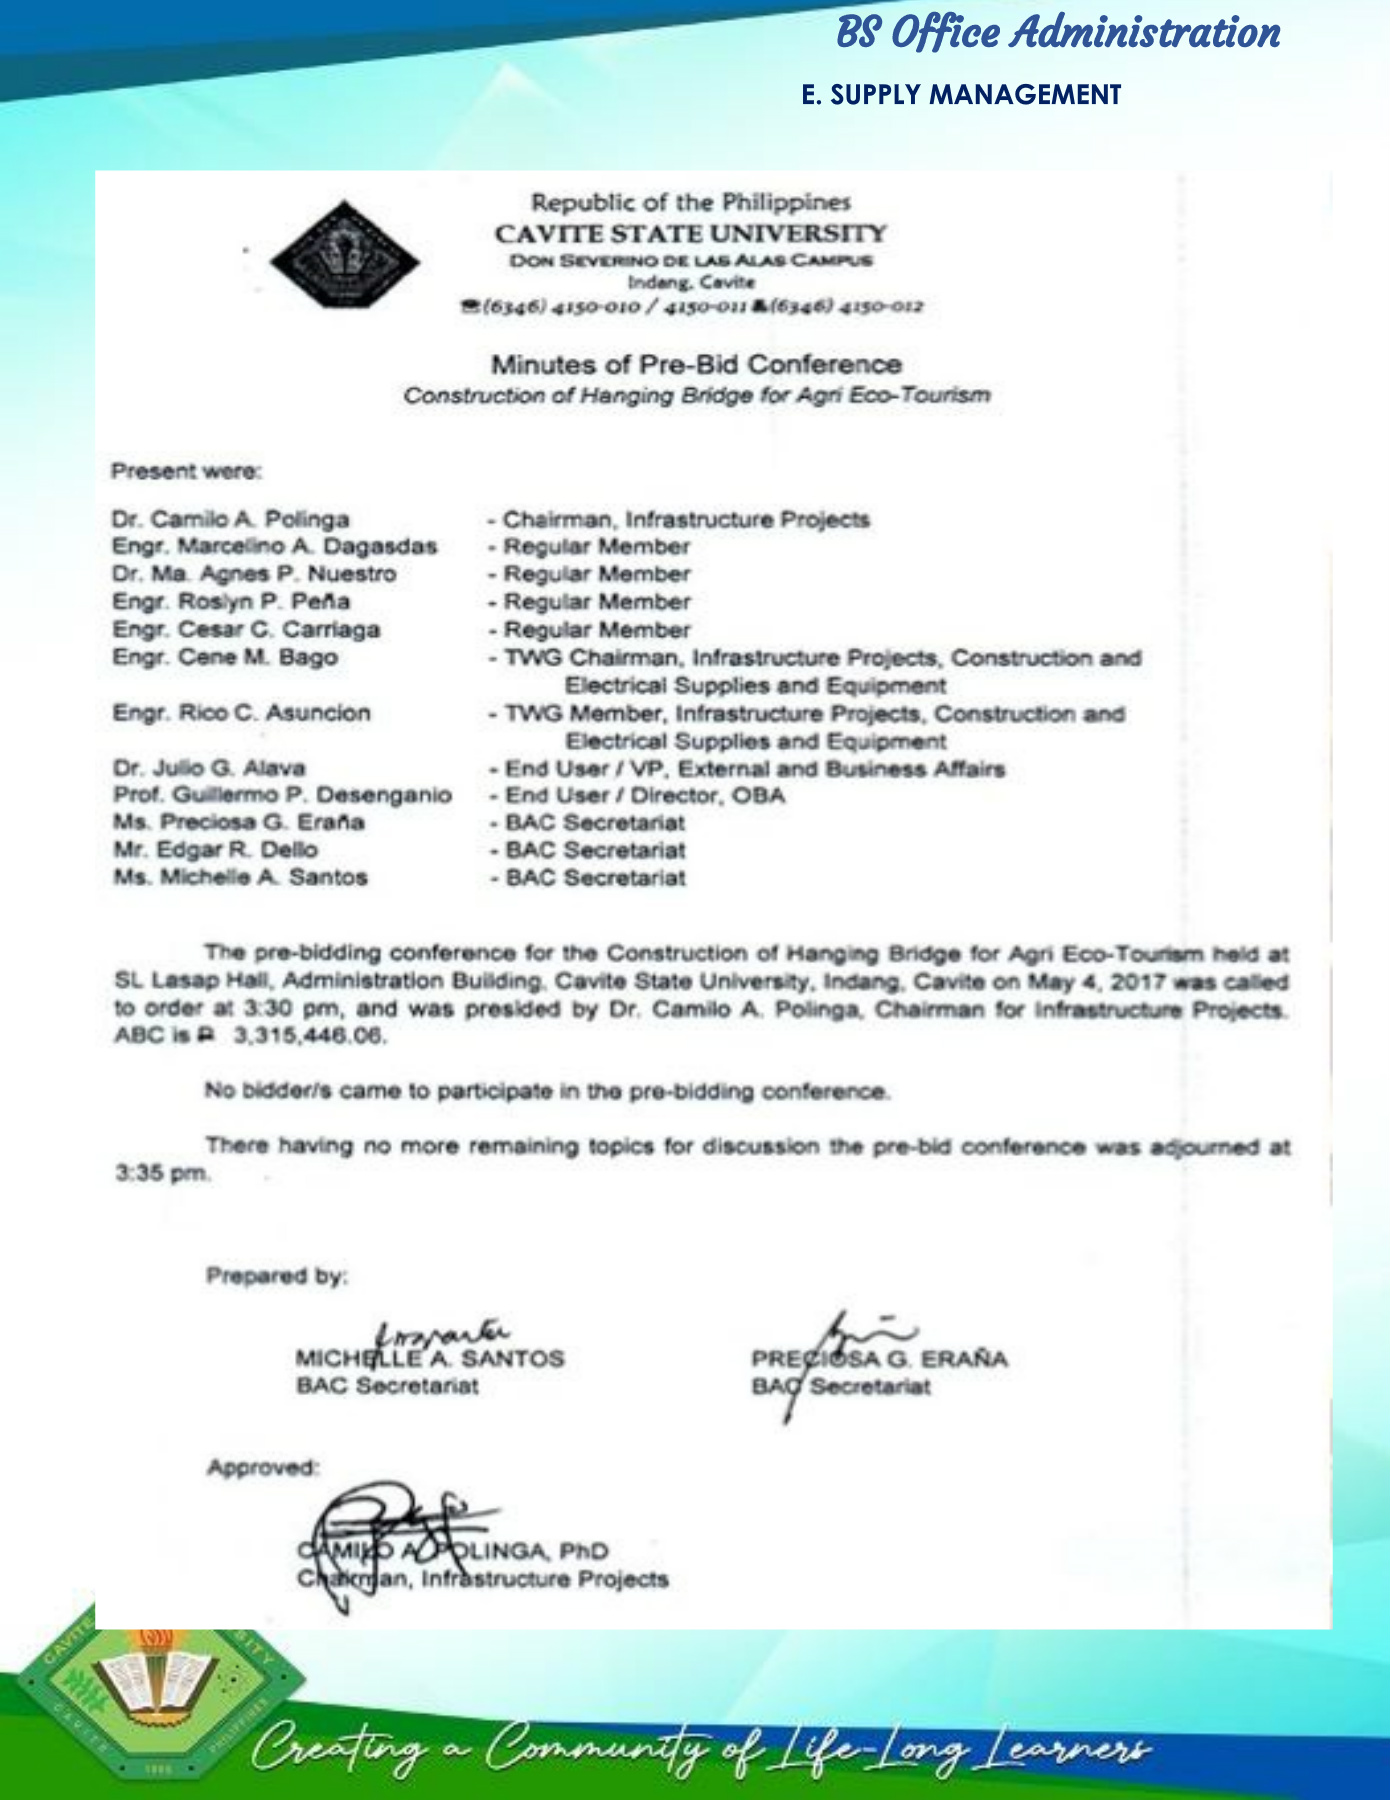 BS Office Administration
E. SUPPLY MANAGEMENT
Republic of the Philippines
CAVITE STATE UNIVERSITY
DON SEVERINO DE LAS ALAS CAMPUS
Indang, Cavite
☎(6346) 4150-010 / 4150-011 (6346) 4150-012
Minutes of Pre-Bid Conference
Construction of Hanging Bridge for Agri Eco-Tourism
Present were:
Dr. Camilo A. Polinga - Chairman, Infrastructure Projects
Engr. Marcelino A. Dagasdas - Regular Member
Dr. Ma. Agnes P. Nuestro - Regular Member
Engr. Roslyn P. Peña - Regular Member
Engr. Cesar C. Carriaga - Regular Member
Engr. Cene M. Bago - TWG Chairman, Infrastructure Projects, Construction and
Electrical Supplies and Equipment
Engr. Rico C. Asuncion - TWG Member, Infrastructure Projects, Construction and
Electrical Supplies and Equipment
Dr. Julio G. Alava - End User / VP, External and Business Affairs
Prof. Guillermo P. Desenganio - End User / Director, OBA
Ms. Preciosa G. Eraña - BAC Secretariat
Mr. Edgar R. Dello - BAC Secretariat
Ms. Michelle A. Santos - BAC Secretariat
The pre-bidding conference for the Construction of Hanging Bridge for Agri Eco-Tourism held at
SL Lasap Hall, Administration Building, Cavite State University, Indang, Cavite on May 4, 2017 was called
to order at 3:30 pm, and was presided by Dr. Camilo A. Polinga, Chairman for Infrastructure Projects.
ABC is ₱ 3,315,446.06.
No bidder/s came to participate in the pre-bidding conference.
There having no more remaining topics for discussion the pre-bid conference was adjourned at
3:35 pm.
Prepared by:
MICHELLE A. SANTOS PRECIOSA G. ERAÑA
BAC Secretariat BAC Secretariat
Approved:
CAMILO A. POLINGA, PhD
Chairman, Infrastructure Projects
CAVITE
SITY
CAVITE
PHILIPPINES
1906
Creating a Community of Life-Long Learners